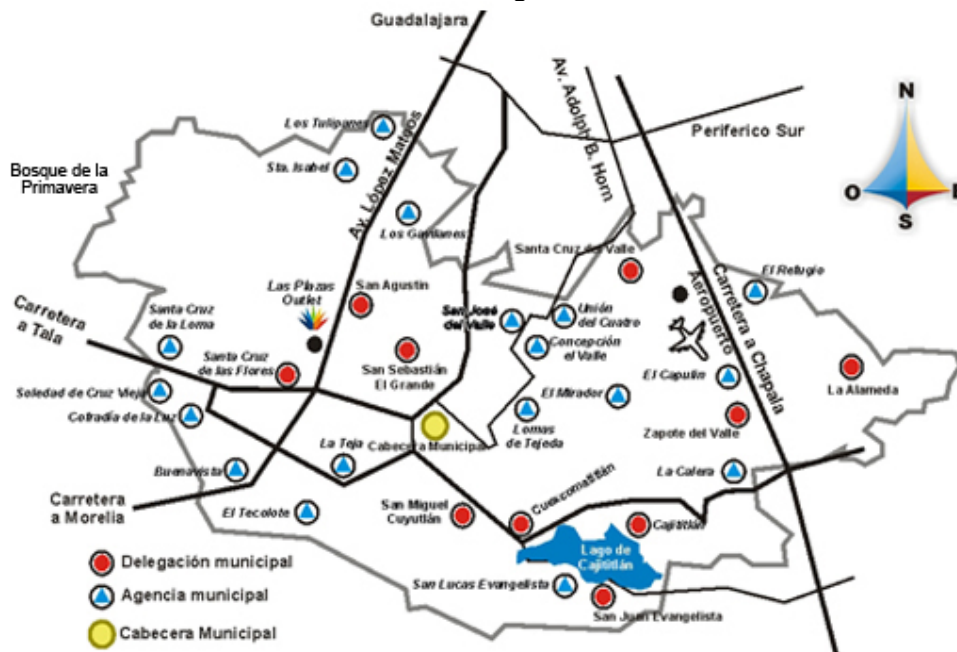 Guadalajara
Los Tulipanes
Sta. Isabel
Bosque de la
Primavera
Av. López Mateos
Los Gavilanes
Av. Adolph B. Horn
Periferico Sur
N
O
E
S
Santa Cruz del Valle
Carretera a Chapala
Aeropuerto
El Refugio
Las Plazas
Outlet
San Agustin
Carretera
a Tala
Santa Cruz
de la Loma
San José
del Valle
Unión
del Cuatro
Concepción
el Valle
Santa Cruz
de las Flores
San Sebastián
El Grande
El Capulin
La Alameda
Soledad de Cruz Vieja
Cofradía de la Luz
El Mirador
Lomas
de Tejeda
Zapote del Valle
Cabecera Municipal
La Teja
Buenavista
La Calera
Carretera
a Morelia
El Tecolote
San Miguel
Cuyutlán
Cuexcomatitlán
Cajititlán
Lago de
Cajititlán
San Lucas Evangelista
San Juan Evangelista
Delegación municipal
Agencia municipal
Cabecera Municipal